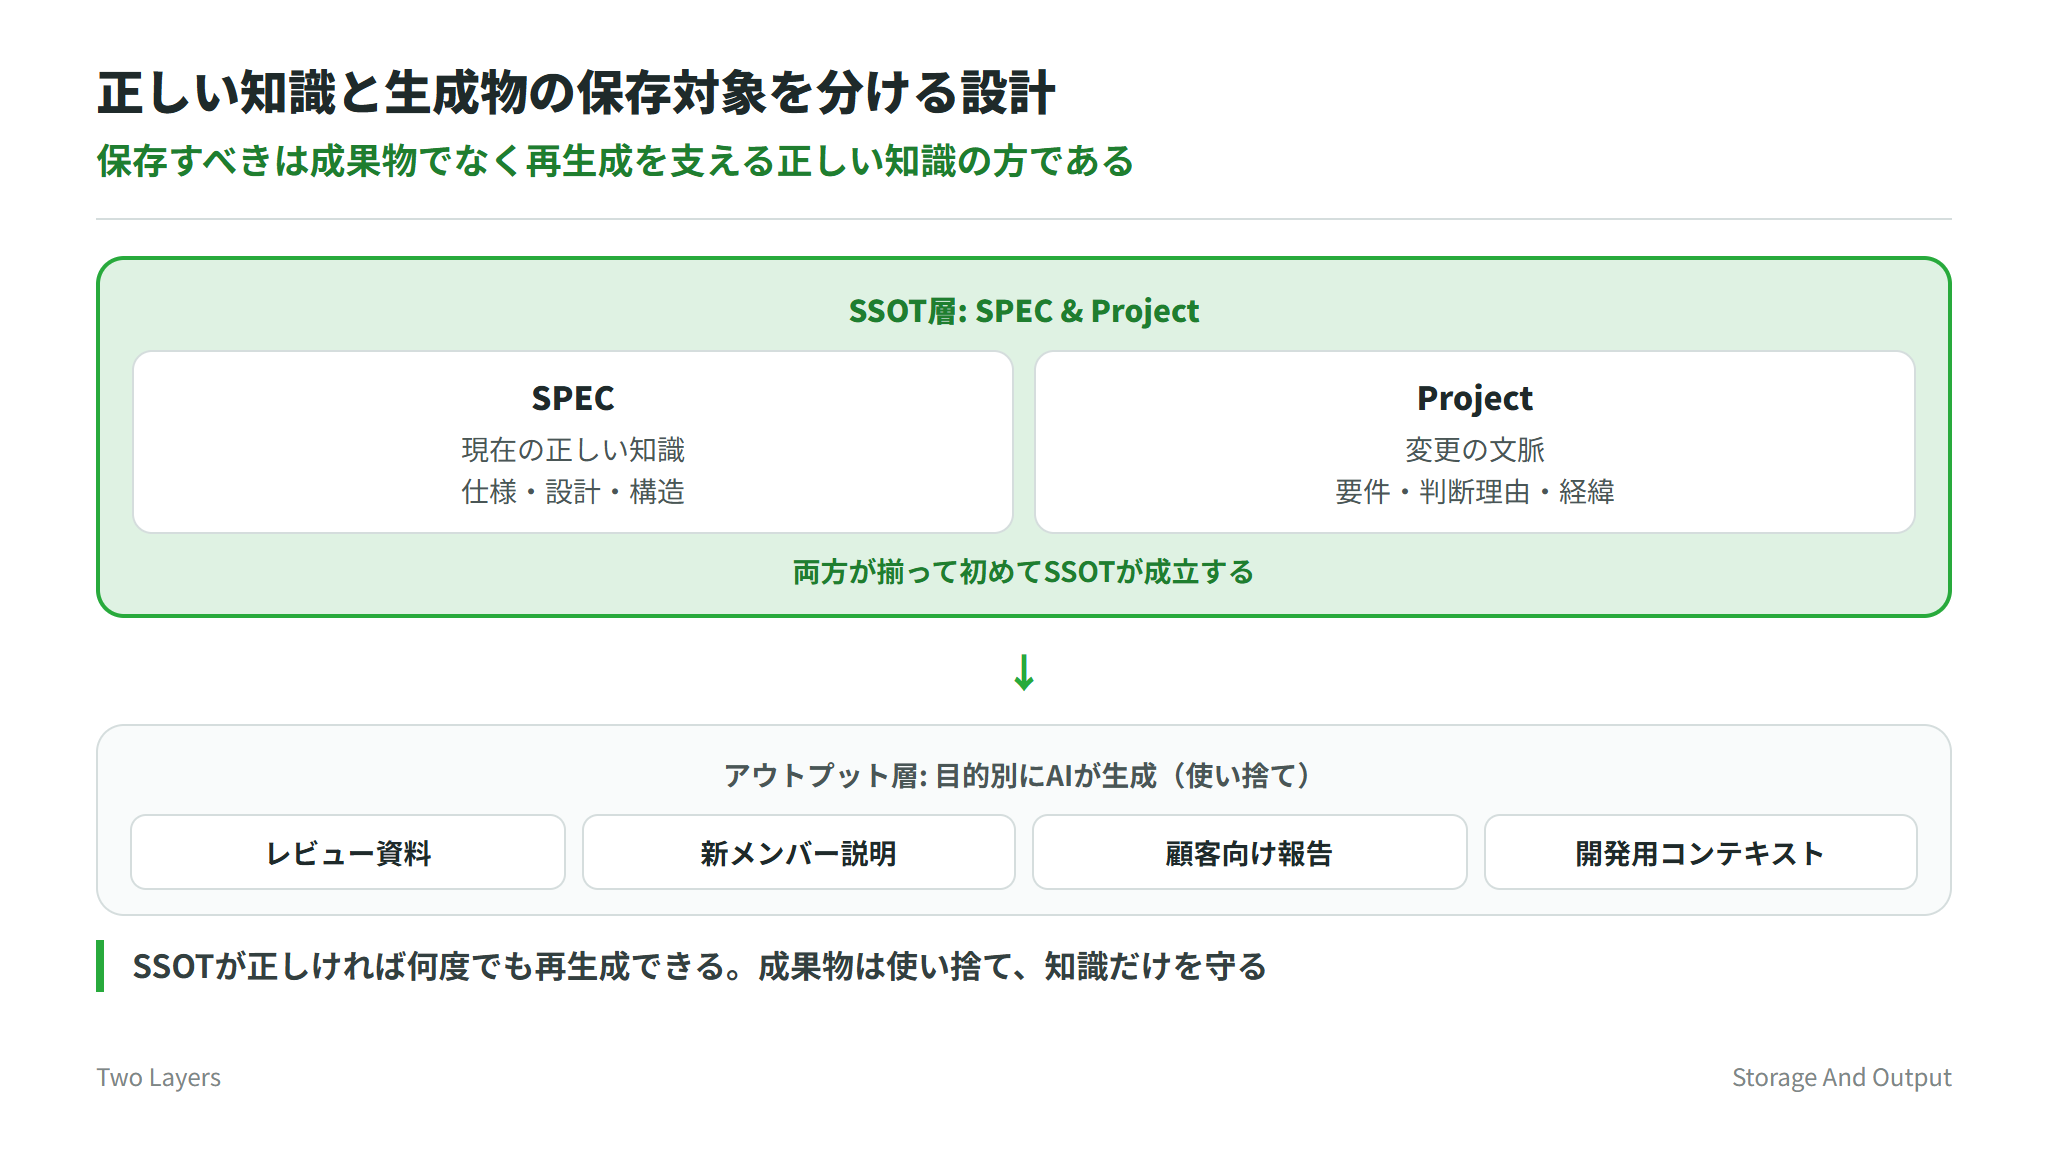 正しい知識と生成物の保存対象を分ける設計
保存すべきは成果物でなく再生成を支える正しい知識の方である
SSOT層: SPEC & Project
SPEC
現在の正しい知識
仕様・設計・構造
Project
変更の文脈
要件・判断理由・経緯
両方が揃って初めてSSOTが成立する
↓
アウトプット層: 目的別にAIが生成（使い捨て）
レビュー資料
新メンバー説明
顧客向け報告
開発用コンテキスト
SSOTが正しければ何度でも再生成できる。成果物は使い捨て、知識だけを守る
Two Layers
Storage And Output